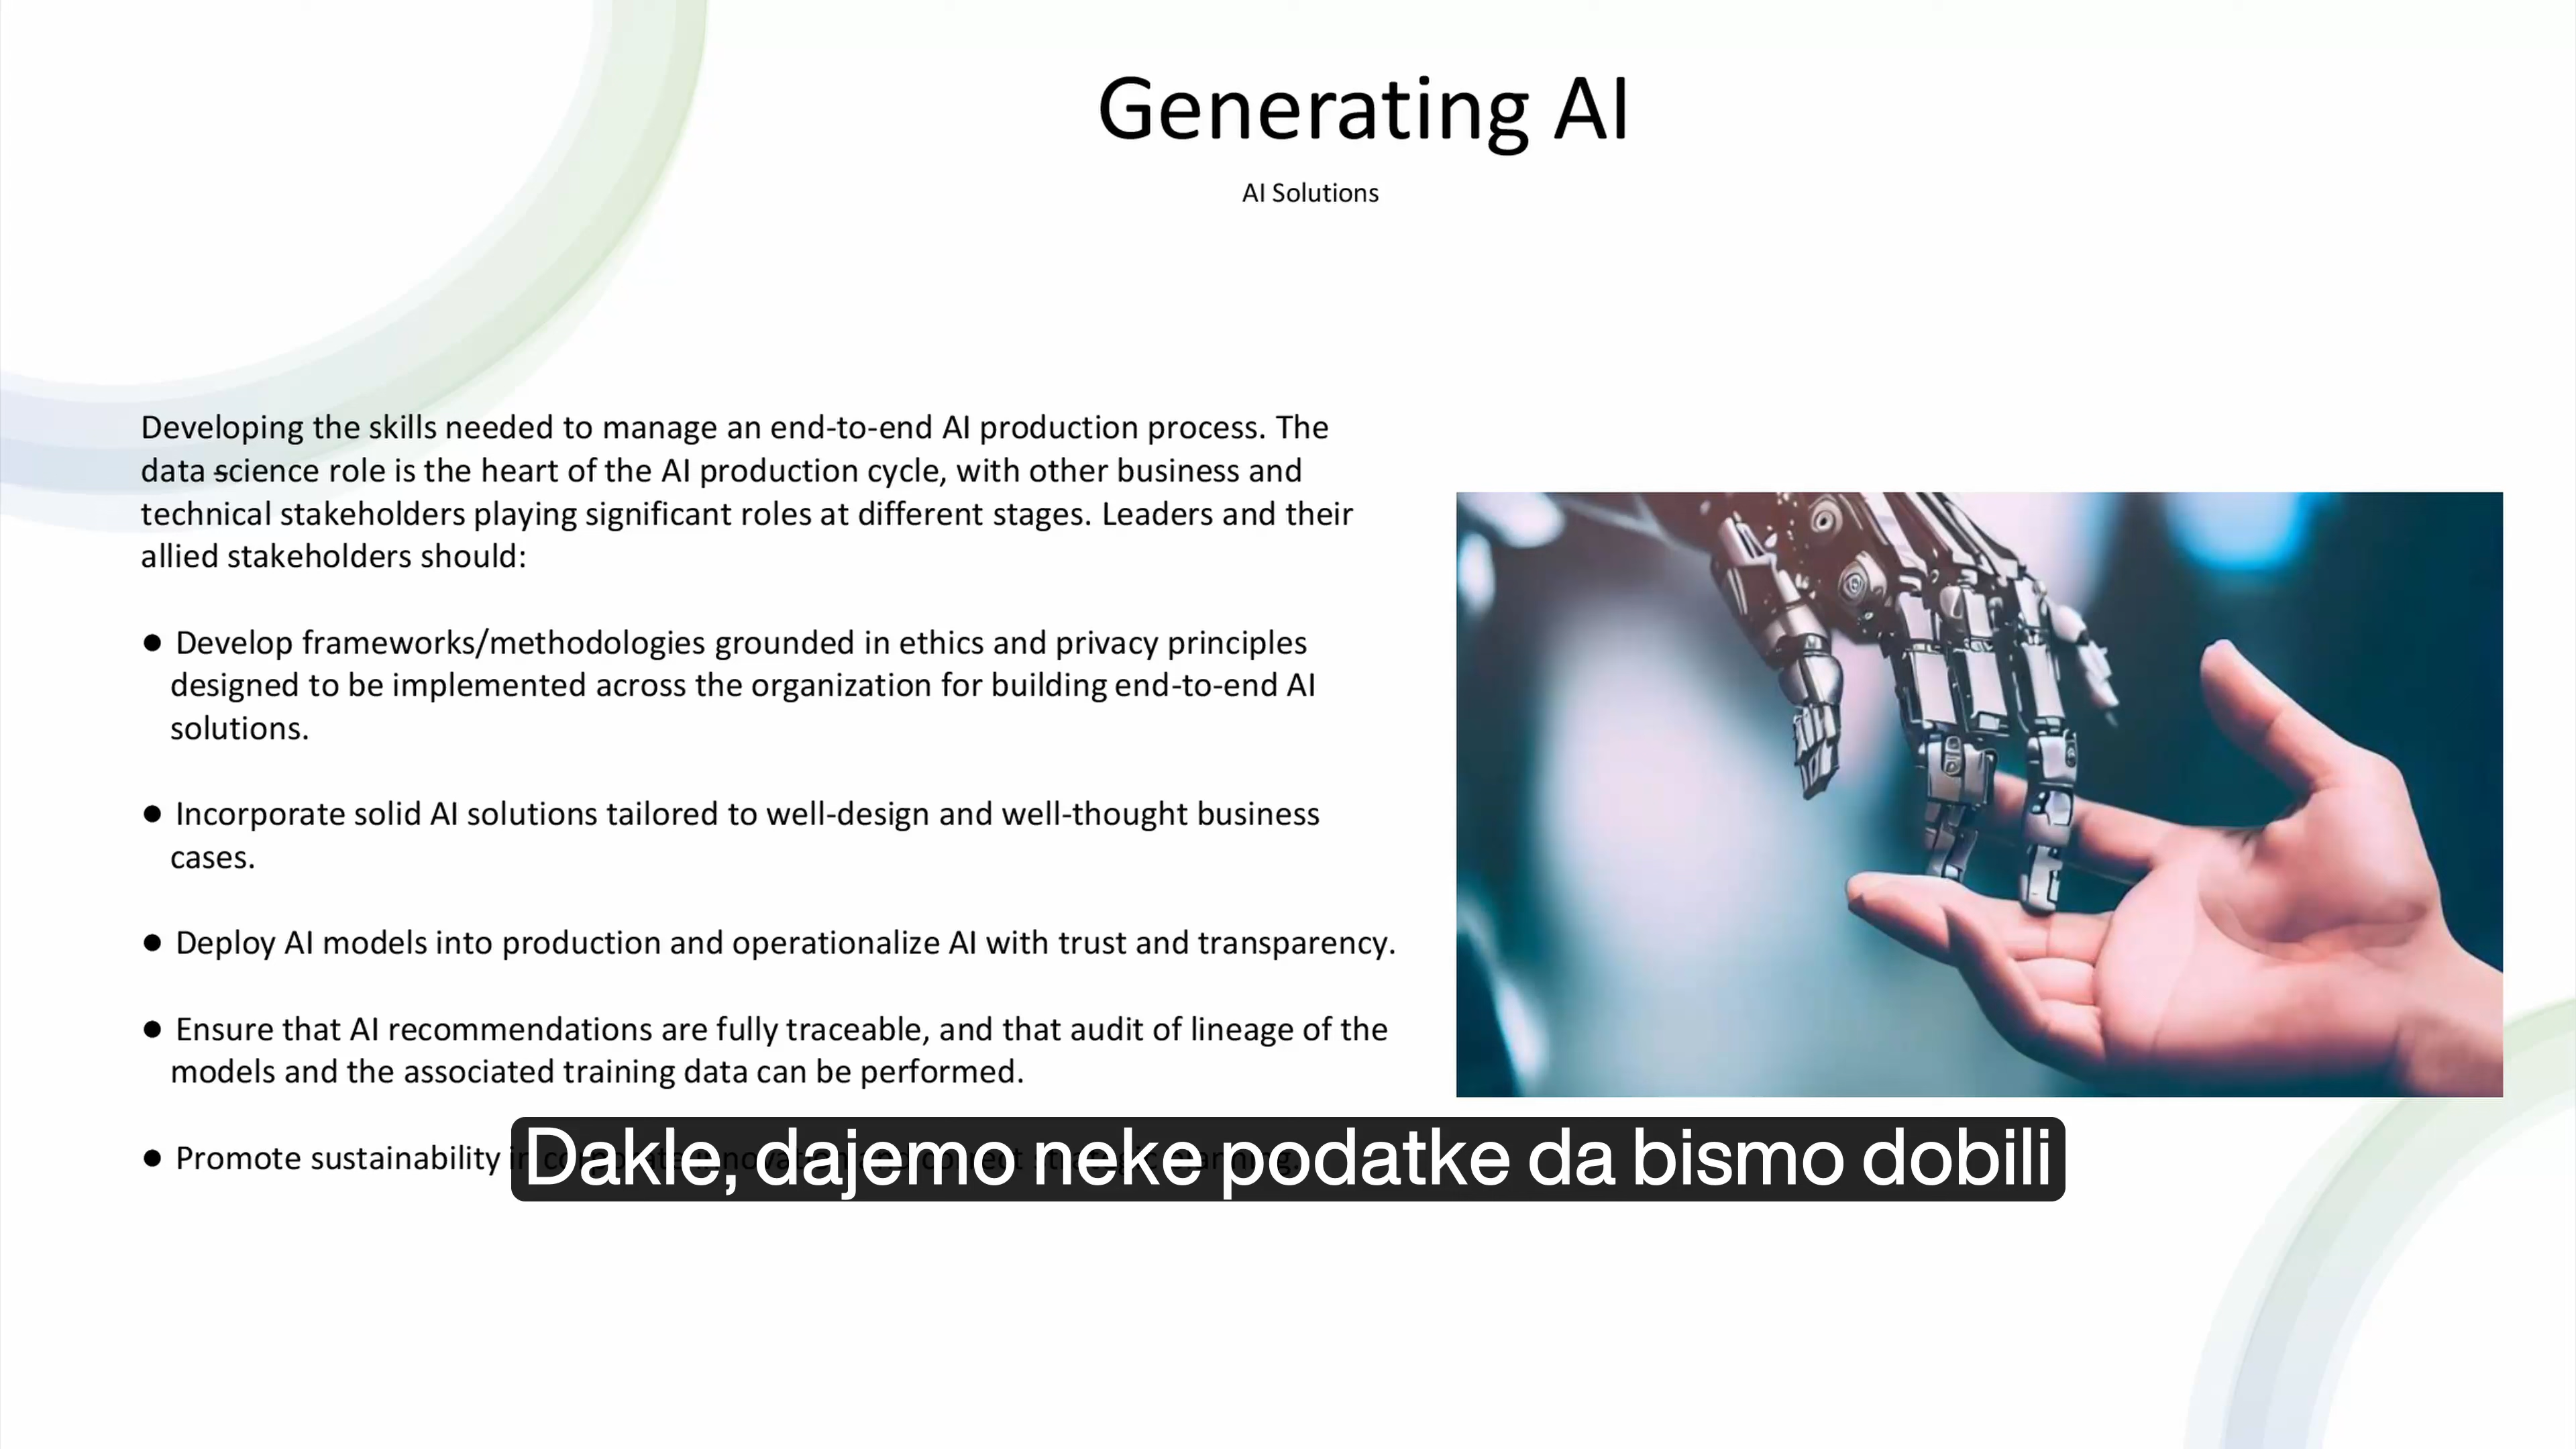 Generating AI
AI Solutions
Developing the skills needed to manage an end-to-end AI production process. The
data science role is the heart of the AI production cycle, with other business and
technical stakeholders playing significant roles at different stages. Leaders and their
allied stakeholders should:
● Develop frameworks/methodologies grounded in ethics and privacy principles
designed to be implemented across the organization for building end-to-end AI
solutions.
● Incorporate solid AI solutions tailored to well-design and well-thought business
cases.
● Deploy AI models into production and operationalize AI with trust and transparency.
● Ensure that AI recommendations are fully traceable, and that audit of lineage of the
models and the associated training data can be performed.
● Promote sustainability in
Dakle, dajemo neke podatke da bismo dobili